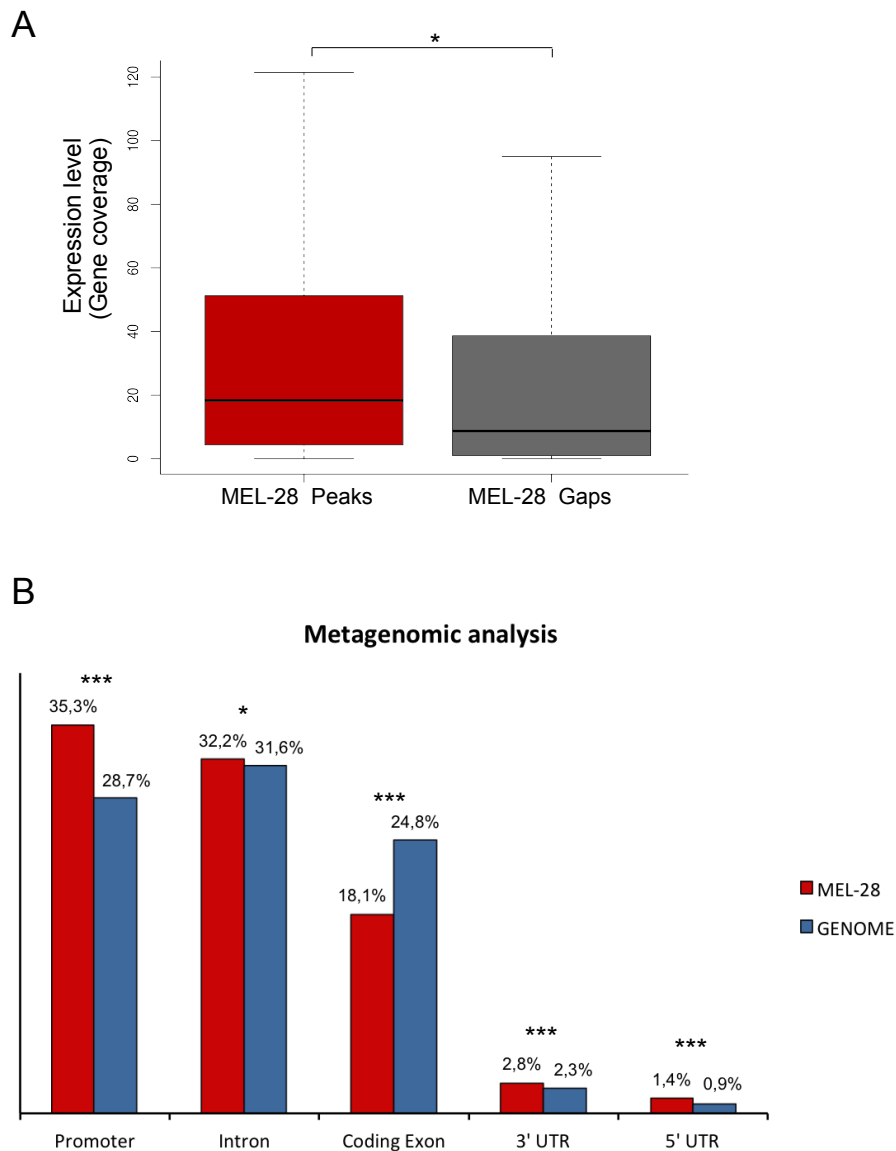 A
*
Expression level
(Gene coverage)
120
100
80
60
40
20
0
MEL-28 Peaks
MEL-28 Gaps
B
Metagenomic analysis
***
35,3%
28,7%
*
32,2%
31,6%
***
24,8%
18,1%
***
2,8%
2,3%
***
1,4%
0,9%
MEL-28
GENOME
Promoter
Intron
Coding Exon
3' UTR
5' UTR